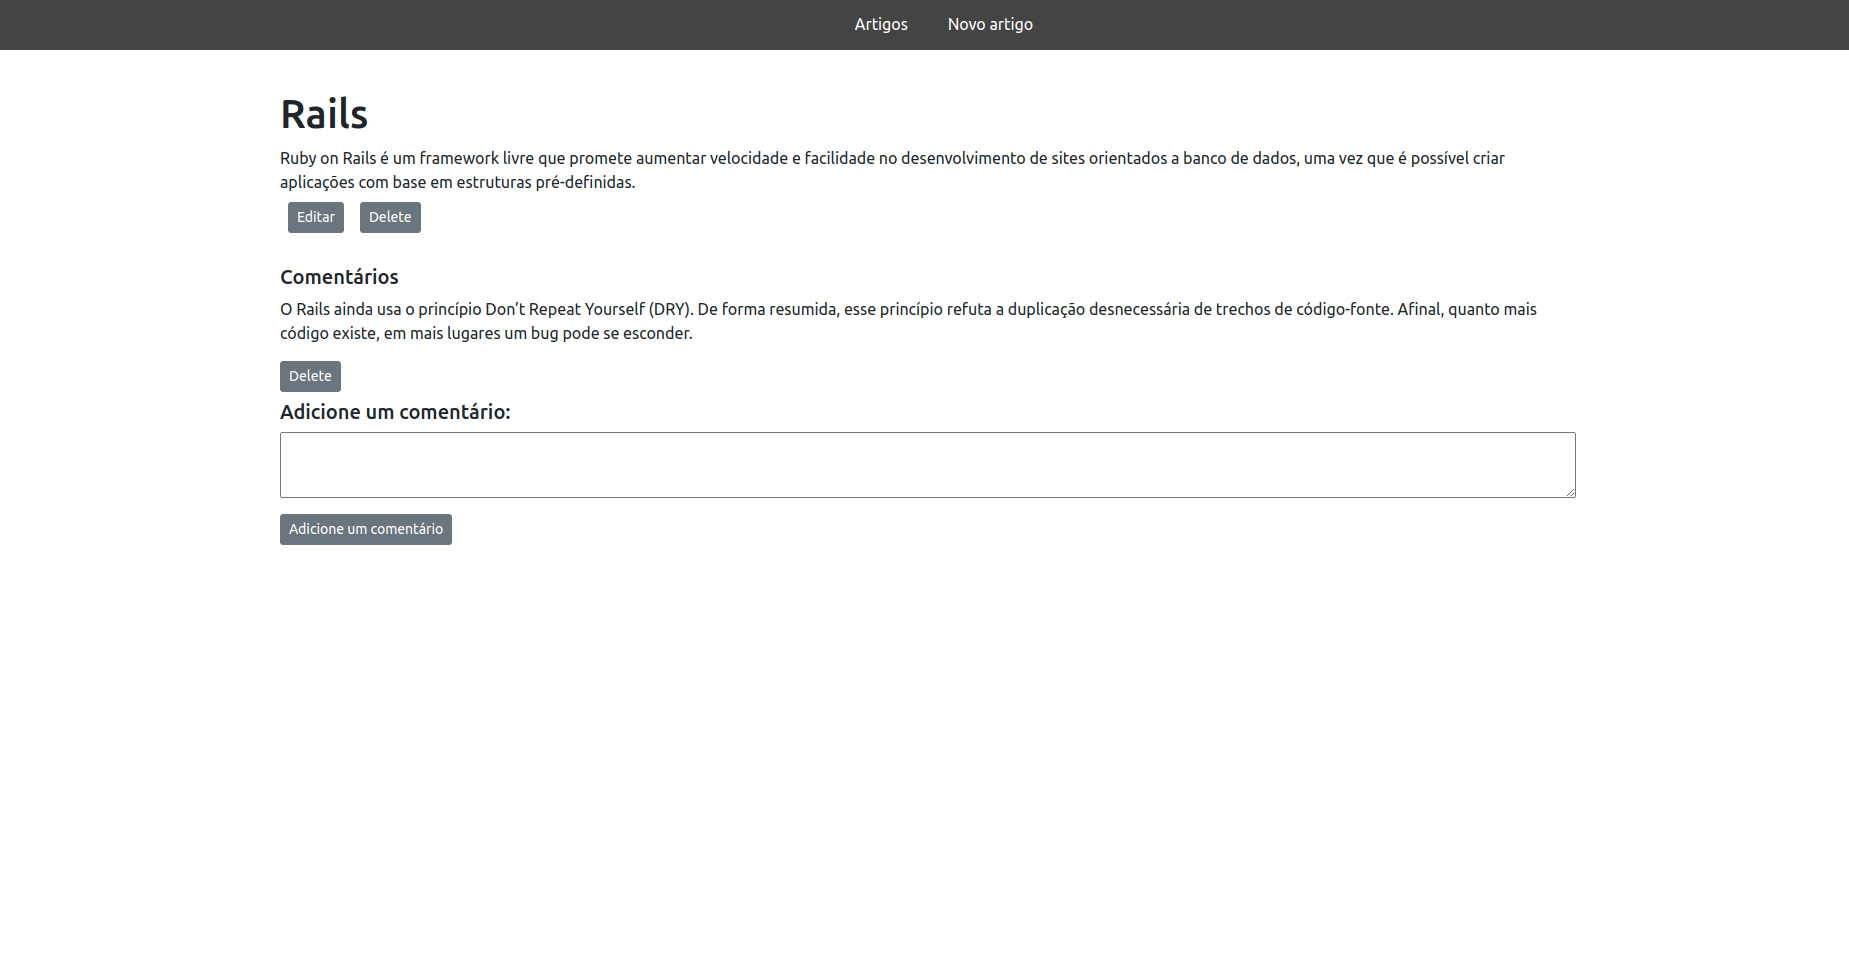 Artigos Novo artigo
Rails
Ruby on Rails é um framework livre que promete aumentar velocidade e facilidade no desenvolvimento de sites orientados a banco de dados, uma vez que é possível criar
aplicações com base em estruturas pré-definidas.
Editar Delete
Comentários
O Rails ainda usa o princípio Don’t Repeat Yourself (DRY). De forma resumida, esse princípio refuta a duplicação desnecessária de trechos de código-fonte. Afinal, quanto mais
código existe, em mais lugares um bug pode se esconder.
Delete
Adicione um comentário:
Adicione um comentário